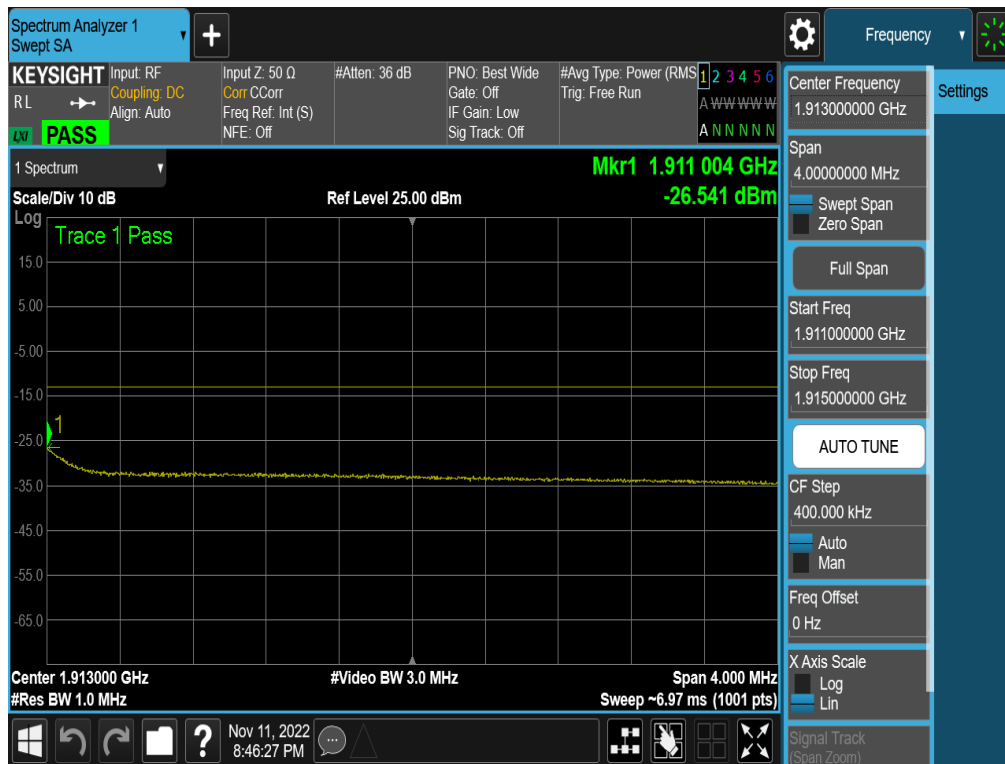 Spectrum Analyzer 1
Swept SA
+
Frequency
KEYSIGHT
RL
LXI PASS
Input: RF
Coupling: DC
Align: Auto
Input Z: 50 Ω
Corr CCorr
Freq Ref: Int (S)
NFE: Off
#Atten: 36 dB
PNO: Best Wide
Gate: Off
IF Gain: Low
Sig Track: Off
#Avg Type: Power (RMS
Trig: Free Run
1 2 3 4 5 6
A W W W W W
A N N N N N
1 Spectrum
Scale/Div 10 dB
Ref Level 25.00 dBm
Mkr1 1.911 004 GHz
-26.541 dBm
Log
Trace 1 Pass
15.0
5.00
-5.00
-15.0
1
-25.0
-35.0
-45.0
-55.0
-65.0
Center 1.913000 GHz
#Video BW 3.0 MHz
Span 4.000 MHz
#Res BW 1.0 MHz
Sweep ~6.97 ms (1001 pts)
?
Nov 11, 2022
8:46:27 PM
Center Frequency
1.913000000 GHz
Span
4.00000000 MHz
Swept Span
Zero Span
Full Span
Start Freq
1.911000000 GHz
Stop Freq
1.915000000 GHz
AUTO TUNE
CF Step
400.000 kHz
Auto
Man
Freq Offset
0 Hz
X Axis Scale
Log
Lin
Signal Track
(Span Zoom)
Settings